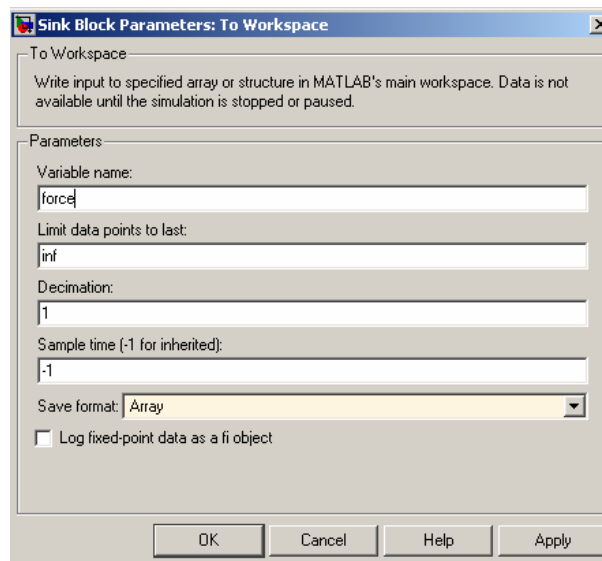 Sink Block Parameters: To Workspace
To Workspace
Write input to specified array or structure in MATLAB's main workspace. Data is not
available until the simulation is stopped or paused.
Parameters
Variable name:
force
Limit data points to last:
inf
Decimation:
1
Sample time (-1 for inherited):
-1
Save format: Array
Log fixed-point data as a fi object
OK Cancel Help Apply